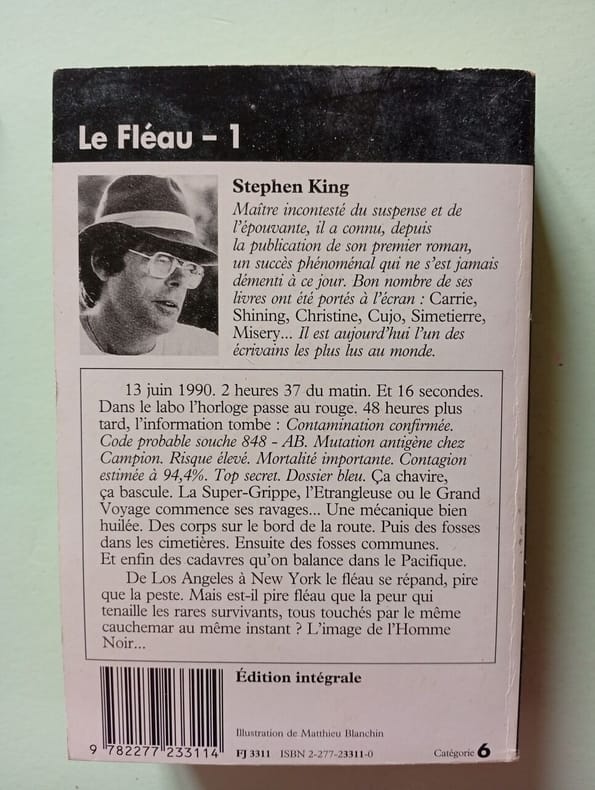 Le Fléau – 1
Stephen King
Maître incontesté du suspense et de
l'épouvante, il a connu, depuis
la publication de son premier roman,
un succès phénoménal qui ne s'est jamais
démenti à ce jour. Bon nombre de ses
livres ont été portés à l'écran : Carrie,
Shining, Christine, Cujo, Simetierre,
Misery... Il est aujourd'hui l'un des
écrivains les plus lus au monde.
13 juin 1990. 2 heures 37 du matin. Et 16 secondes.
Dans le labo l'horloge passe au rouge. 48 heures plus
tard, l'information tombe : Contamination confirmée.
Code probable souche 848 - AB. Mutation antigène chez
Campion. Risque élevé. Mortalité importante. Contagion
estimée à 94,4%. Top secret. Dossier bleu. Ça chavire,
ça bascule. La Super-Grippe, l'Etrangleuse ou le Grand
Voyage commence ses ravages... Une mécanique bien
huilée. Des corps sur le bord de la route. Puis des fosses
dans les cimetières. Ensuite des fosses communes.
Et enfin des cadavres qu'on balance dans le Pacifique.
De Los Angeles à New York le fléau se répand, pire
que la peste. Mais est-il pire fléau que la peur qui
tenaille les rares survivants, tous touchés par le même
cauchemar au même instant ? L'image de l'Homme
Noir...
Édition intégrale
Illustration de Matthieu Blanchin
9 782277 233114
FJ 3311 ISBN 2-277-23311-0
Catégorie 6